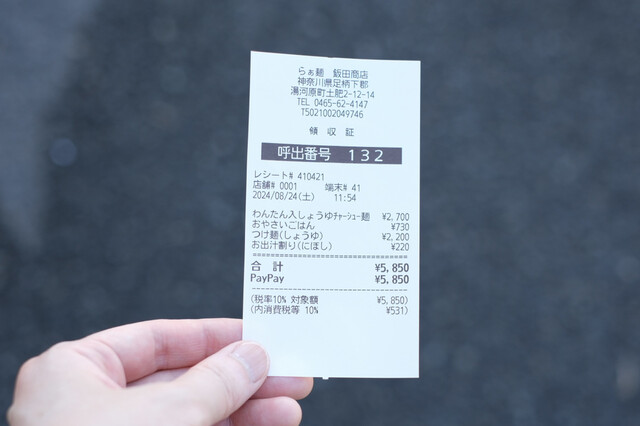 らぁ麺 飯田商店
神奈川県足柄下郡
湯河原町土肥2-12-14
TEL 0465-62-4147
T5021002049746
領 収 証
呼出番号 132
レシート# 410421
店舗# 0001 端末# 41
2024/08/24(土) 11:54
わんたん入しょうゆチャーシュー麺 ¥2,700
おやさいごはん ¥730
つけ麺(しょうゆ) ¥2,200
お出汁割り(にぼし) ¥220
合 計 ¥5,850
PayPay ¥5,850
(税率10% 対象額 ¥5,850)
(内消費税等 10% ¥531)